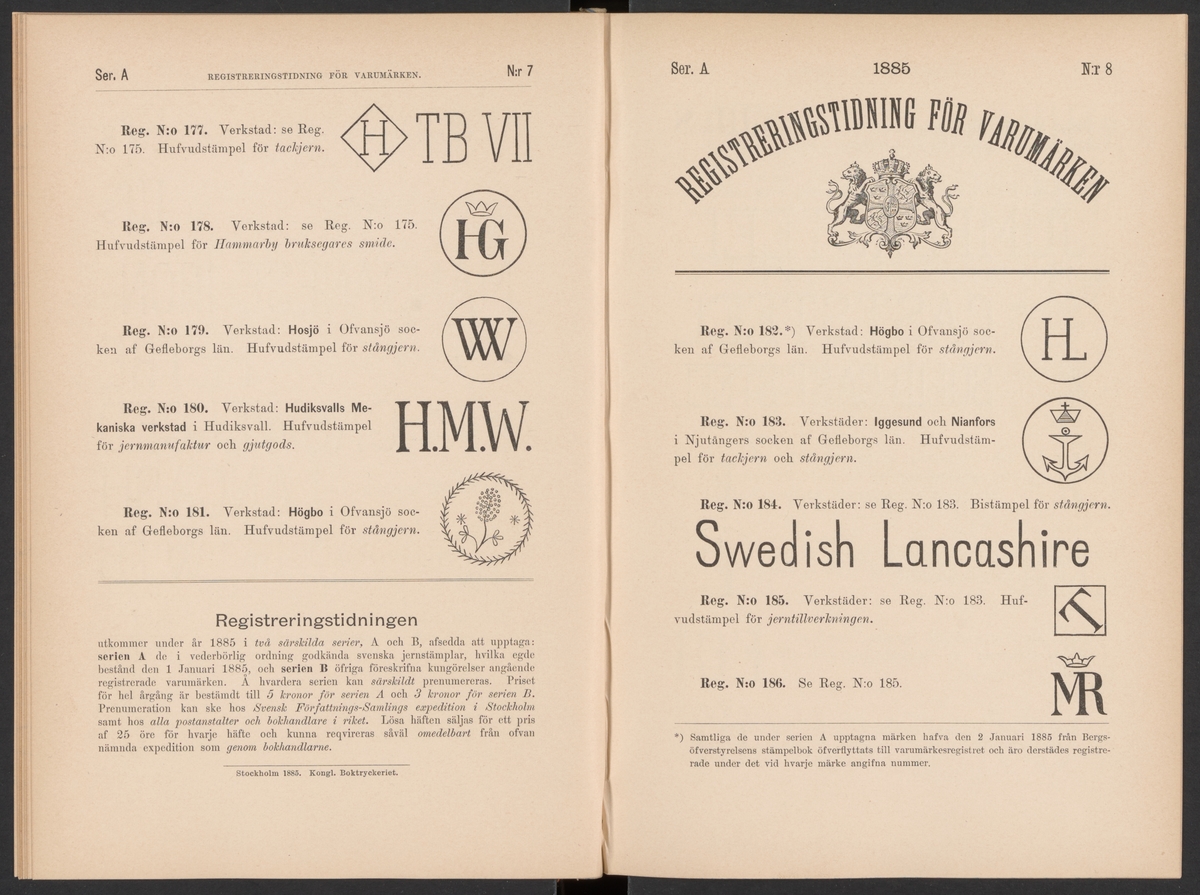 Ser. A REGISTRERINGSTIDNING FÖR VARUMÄRKEN. N:r 7
Reg. N:o 177. Verkstad: se Reg.
N:o 175. Hufvudstämpel för tackjern.
H TB VII
Reg. N:o 178. Verkstad: se Reg. N:o 175.
Hufvudstämpel för Hammarby bruksegares smide.
HG
Reg. N:o 179. Verkstad: Hosjö i Ofvansjö soc-
ken af Gefleborgs län. Hufvudstämpel för stångjern.
W
Reg. N:o 180. Verkstad: Hudiksvalls Me-
kaniska verkstad i Hudiksvall. Hufvudstämpel
för jernmanufaktur och gjutgods.
H.M.W.
Reg. N:o 181. Verkstad: Högbo i Ofvansjö soc-
ken af Gefleborgs län. Hufvudstämpel för stångjern.
Registreringstidningen
utkommer under år 1885 i två särskilda serier, A och B, afsedda att upptaga:
serien A de i vederbörlig ordning godkända svenska jernstämplar, hvilka egde
bestånd den 1 Januari 1885, och serien B öfriga föreskrifna kungörelser angående
registrerade varumärken. Å hvardera serien kan särskildt prenumereras. Priset
för hel årgång är bestämdt till 5 kronor för serien A och 3 kronor för serien B.
Prenumeration kan ske hos Svensk Författnings-Samlings expedition i Stockholm
samt hos alla postanstalter och bokhandlare i riket. Lösa häften säljas för ett pris
af 25 öre för hvarje häfte och kunna reqvireras såväl omedelbart från ofvan
nämnda expedition som genom bokhandlarne.
Stockholm 1885. Kongl. Boktryckeriet.
Ser. A 1885 N:r 8
REGISTRERINGSTIDNING FÖR VARUMÄRKEN
Reg. N:o 182.*) Verkstad: Högbo i Ofvansjö soc-
ken af Gefleborgs län. Hufvudstämpel för stångjern.
HL
Reg. N:o 183. Verkstäder: Iggesund och Nianfors
i Njutångers socken af Gefleborgs län. Hufvudstäm-
pel för tackjern och stångjern.
Reg. N:o 184. Verkstäder: se Reg. N:o 183. Bistämpel för stångjern.
Swedish Lancashire
Reg. N:o 185. Verkstäder: se Reg. N:o 183. Huf-
vudstämpel för jerntillverkningen.
T
Reg. N:o 186. Se Reg. N:o 185.
MR
*) Samtliga de under serien A upptagna märken hafva den 2 Januari 1885 från Bergs-
öfverstyrelsens stämpelbok öfverflyttats till varumärkesregistret och äro derstädes registre-
rade under det vid hvarje märke angifna nummer.